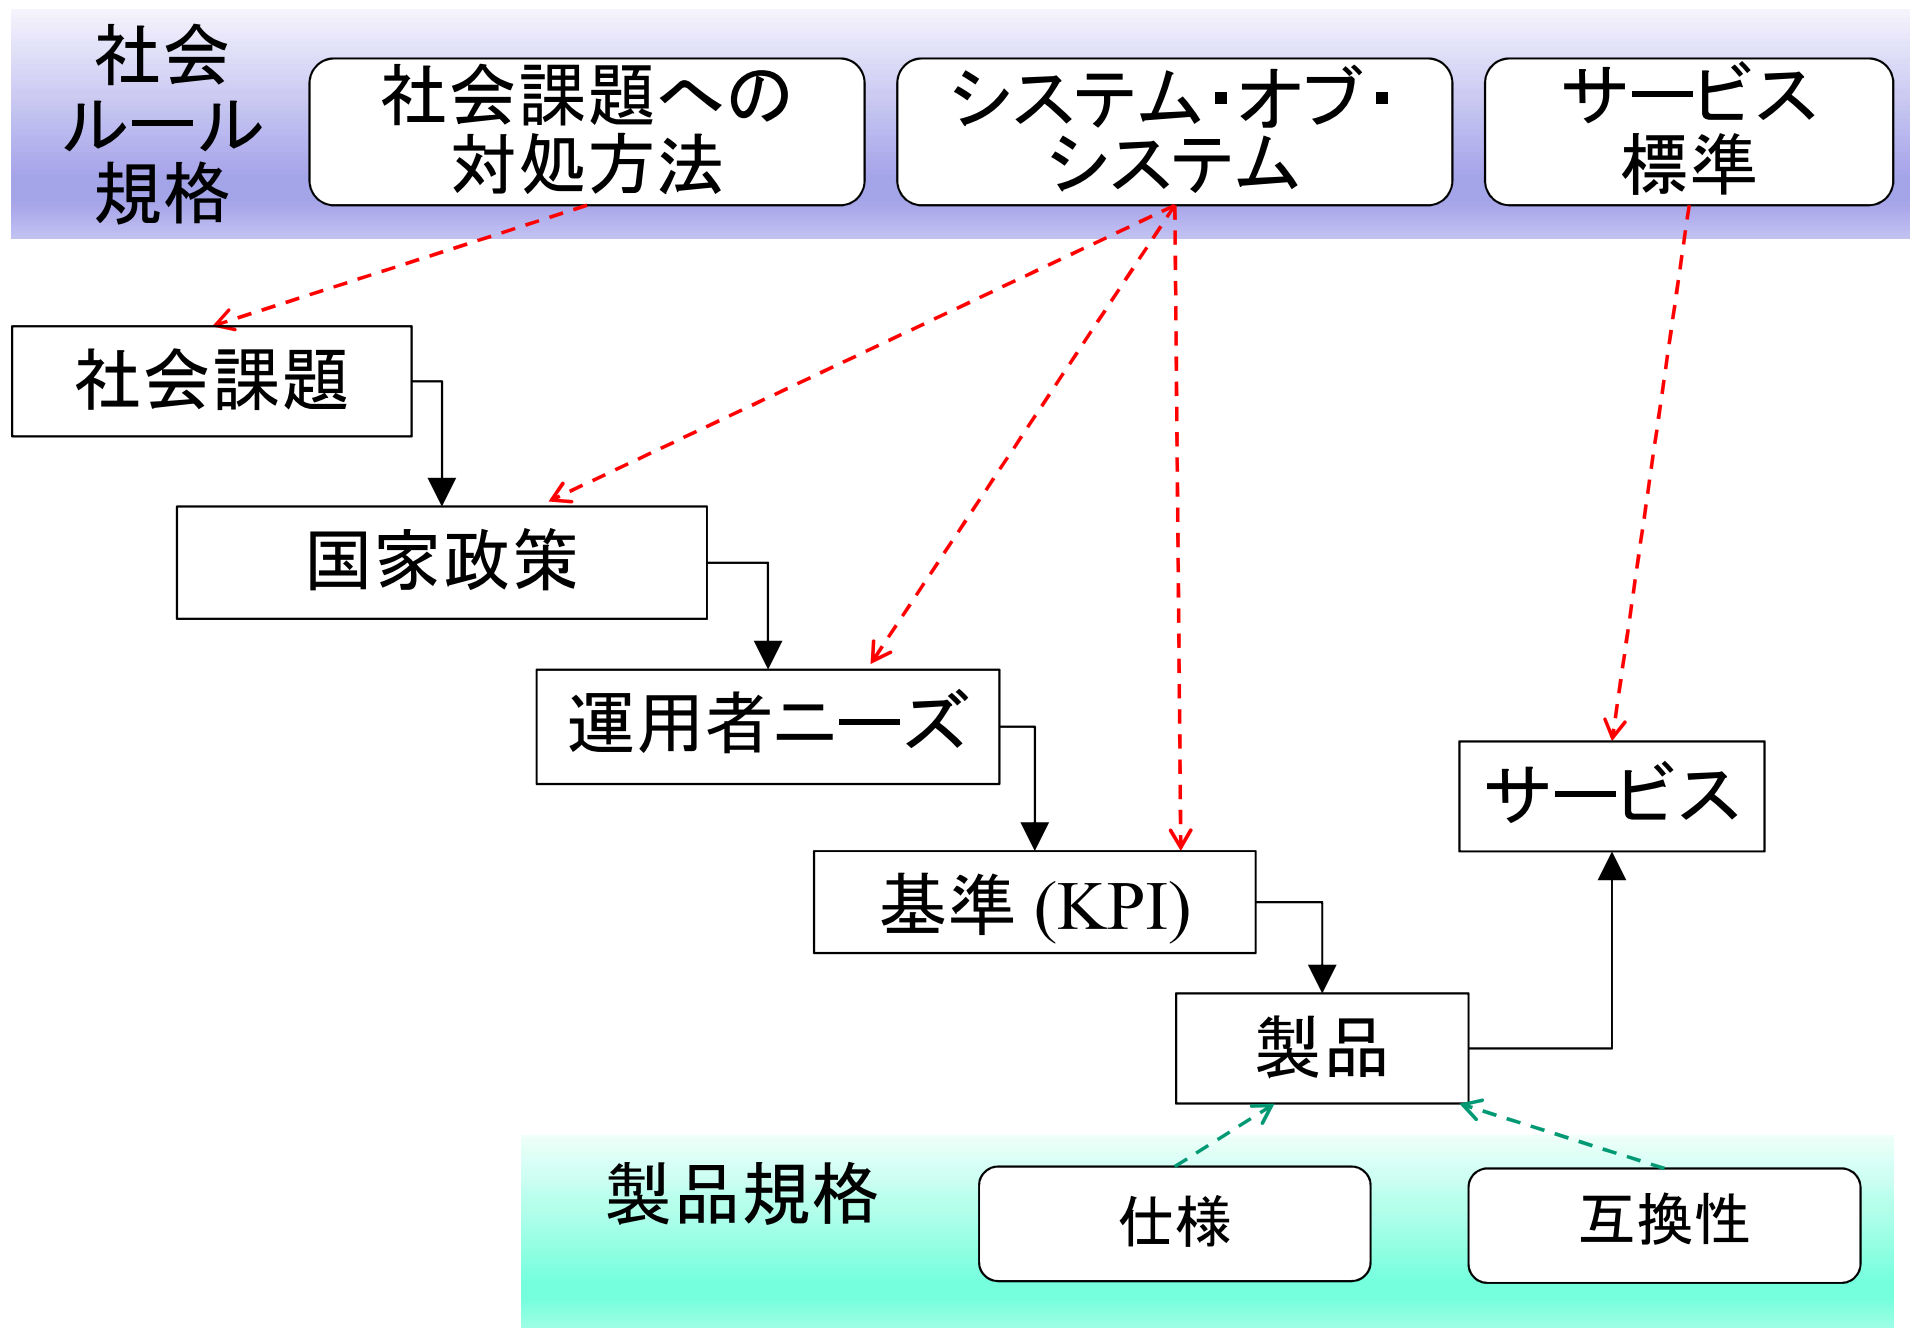 社会
ルール
規格
社会課題への
対処方法
システム・オブ・
システム
サービス
標準
社会課題
国家政策
運用者ニーズ
サービス
基準 (KPI)
製品
製品規格
仕様
互換性